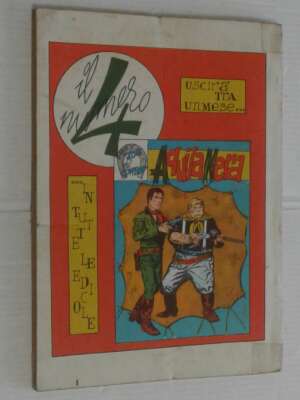 il
numero
4
USCIRÀ
TRA
UN MESE...
AQUILA NERA
...IN TUTTE LE EDICOLE